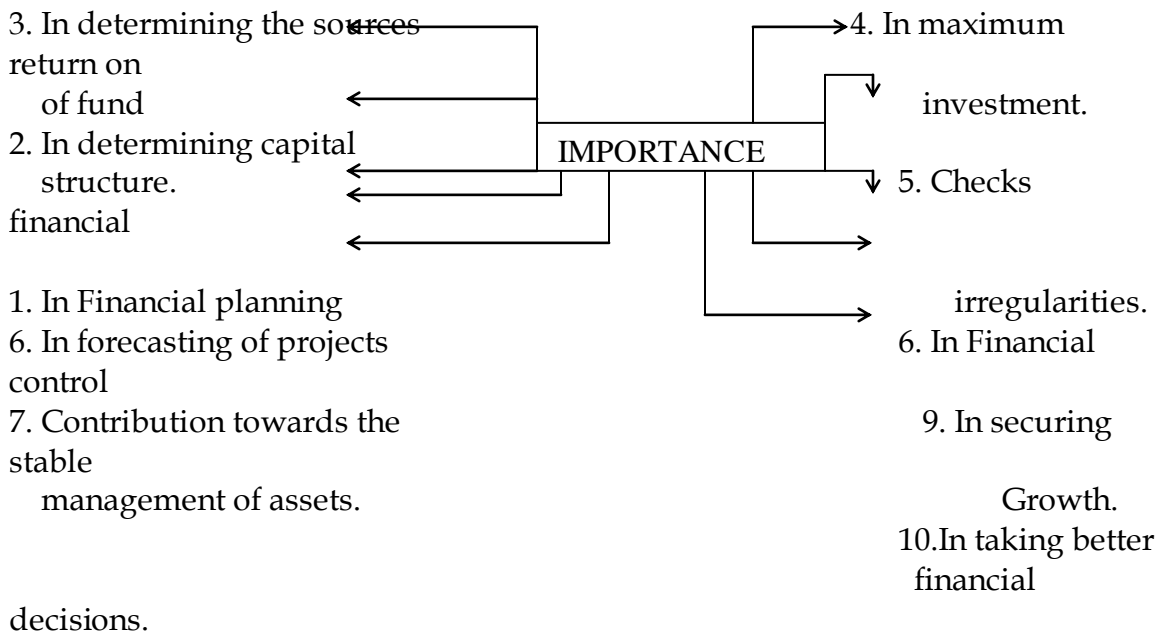 3. In determining the sources 4. In maximum
return on
of fund investment.
2. In determining capital
IMPORTANCE
structure. 5. Checks
financial
1. In Financial planning irregularities.
6. In forecasting of projects 6. In Financial
control
7. Contribution towards the 9. In securing
stable
management of assets. Growth.
10.In taking better
financial
decisions.